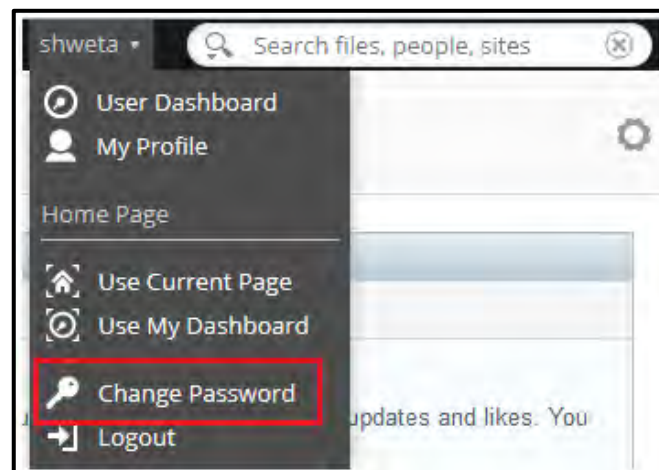 shweta
Search files, people, sites
User Dashboard
My Profile
Home Page
Use Current Page
Use My Dashboard
Change Password
updates and likes. You
Logout